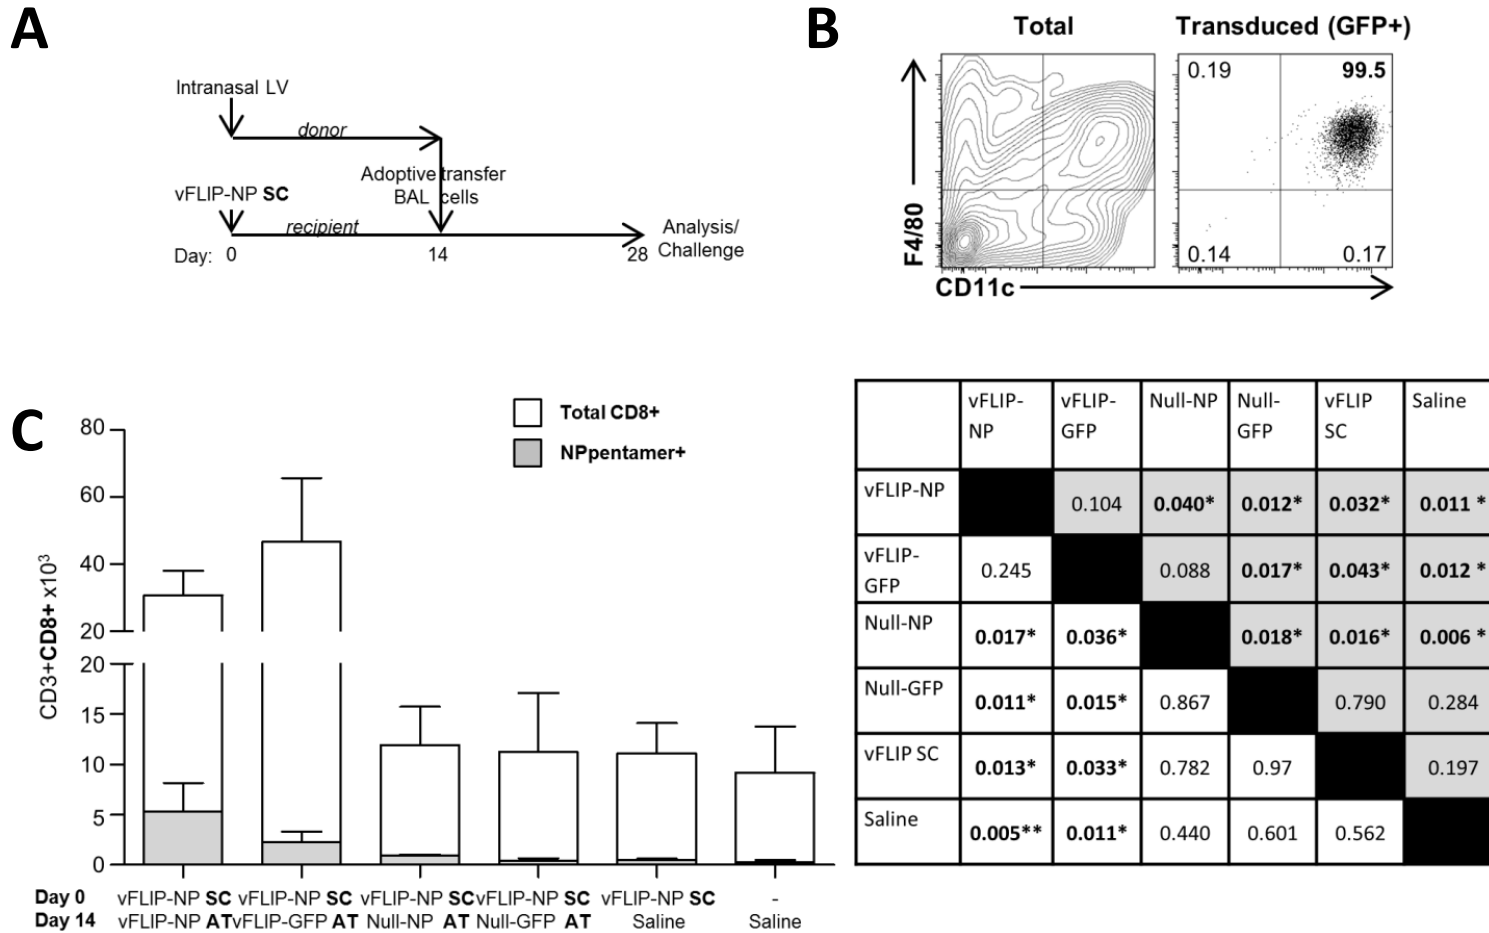 A
Intranasal LV
donor
Adoptive transfer
BAL cells
vFLIP-NP SC
recipient
Day: 0 14 28
Analysis/
Challenge
B
Total Transduced (GFP+)
0.19 99.5
0.14 0.17
F4/80
CD11c
C
Total CD8+
NPpentamer+
CD3+CD8+ x10³
80
60
40
20
20
15
10
5
0
Day 0 vFLIP-NP SC vFLIP-NP SC vFLIP-NP SC vFLIP-NP SC vFLIP-NP SC -
Day 14 vFLIP-NP AT vFLIP-GFP AT Null-NP AT Null-GFP AT Saline Saline
vFLIP-NP vFLIP-GFP Null-NP Null-GFP vFLIP SC Saline
vFLIP-NP 0.104 0.040* 0.012* 0.032* 0.011 *
vFLIP-GFP 0.245 0.088 0.017* 0.043* 0.012 *
Null-NP 0.017* 0.036* 0.018* 0.016* 0.006 *
Null-GFP 0.011* 0.015* 0.867 0.790 0.284
vFLIP SC 0.013* 0.033* 0.782 0.97 0.197
Saline 0.005** 0.011* 0.440 0.601 0.562